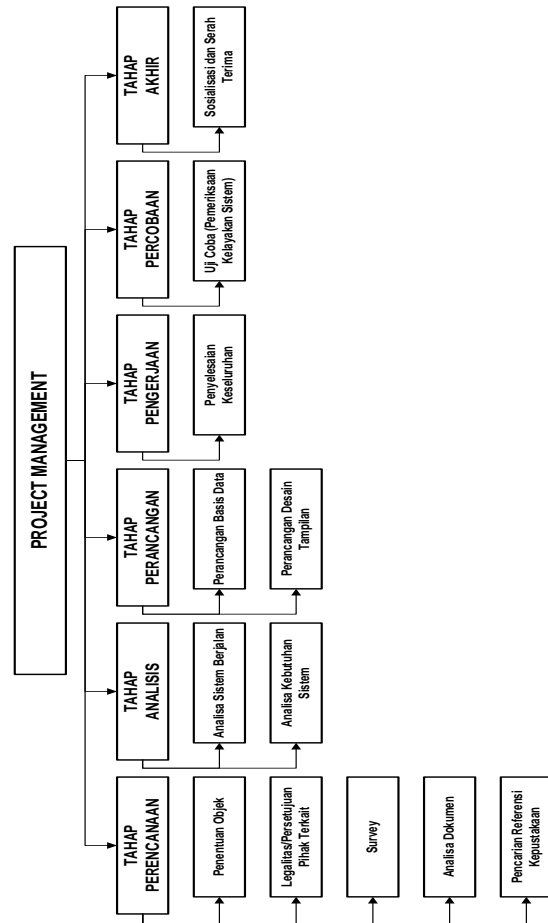 PROJECT MANAGEMENT
TAHAP
PERENCANAAN
Penentuan Objek
Legalitas/Persetujuan
Pihak Terkait
Survey
Analisa Dokumen
Pencarian Referensi
Kepustakaan
TAHAP
ANALISIS
Analisa Sistem Berjalan
Analisa Kebutuhan
Sistem
TAHAP
PERANCANGAN
Perancangan Basis Data
Perancangan Desain
Tampilan
TAHAP
PENGERJAAN
Penyelesaian
Keseluruhan
TAHAP
PERCOBAAN
Uji Coba (Pemeriksaan
Kelayakan Sistem)
TAHAP
AKHIR
Sosialisasi dan Serah
Terima